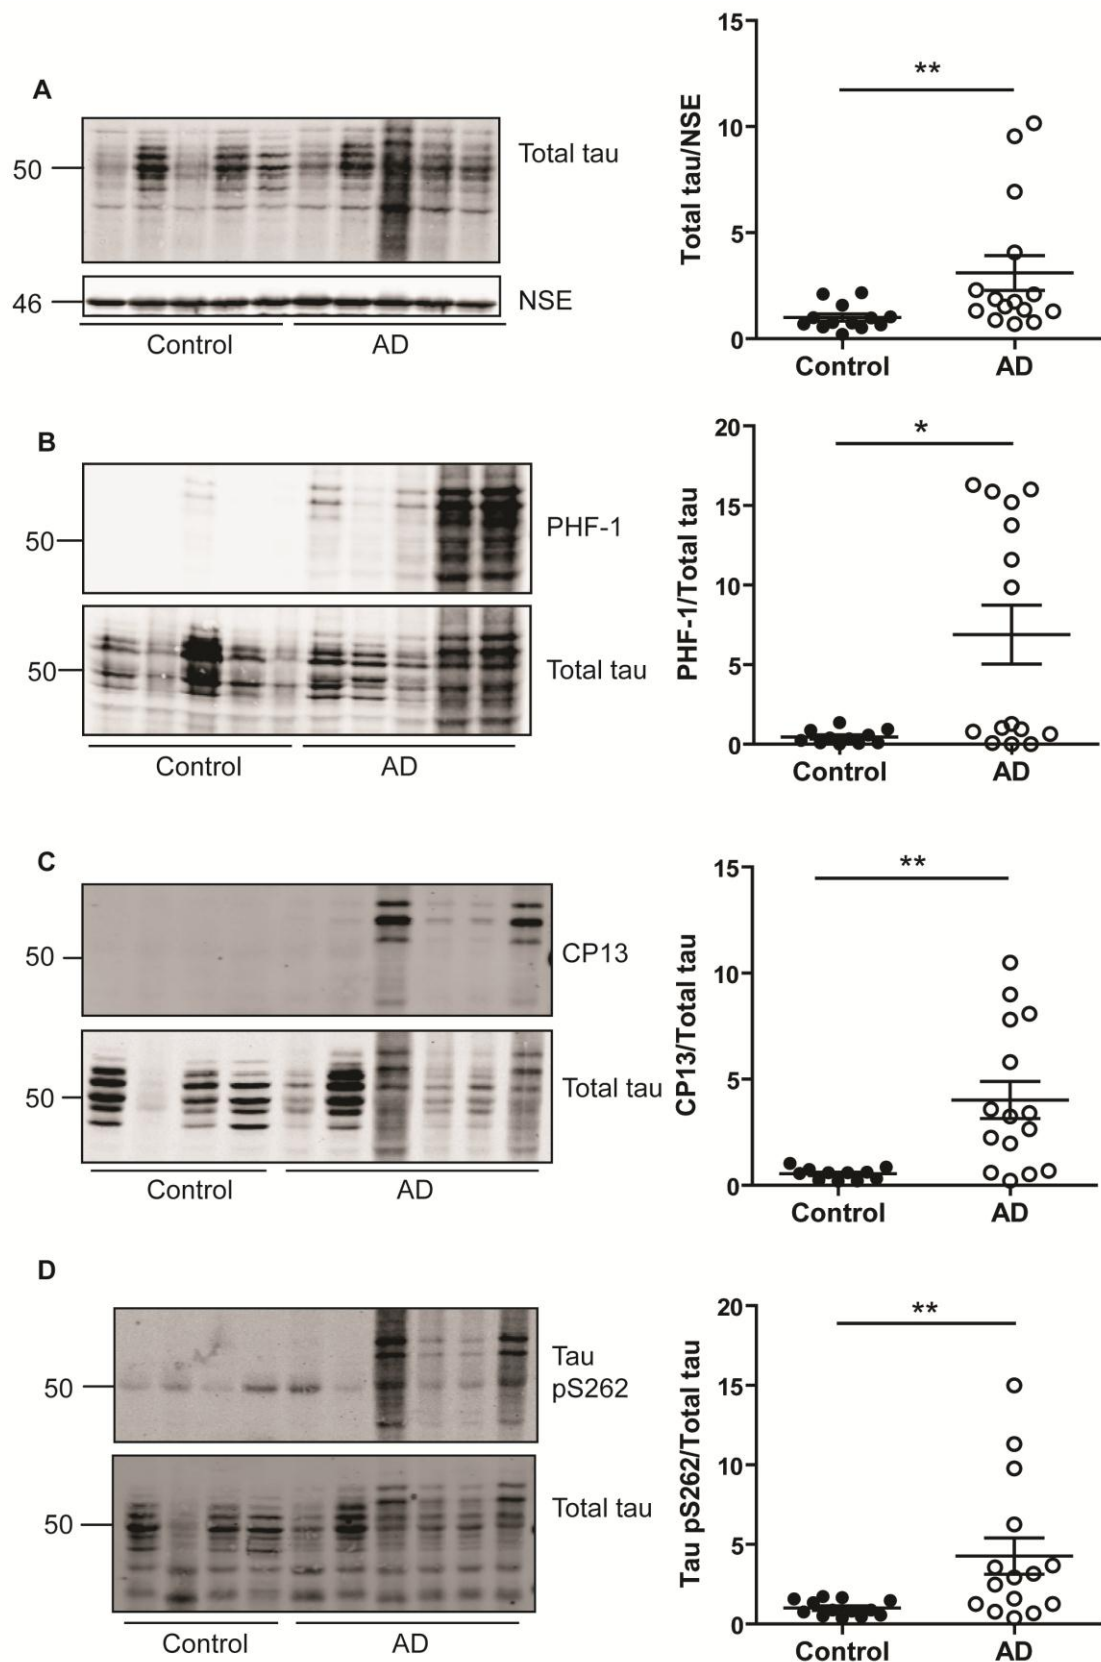 A
50
Total tau
46
NSE
Control
AD
Total tau/NSE
15
10
5
0
**
Control
AD
B
50
PHF-1
50
Total tau
Control
AD
PHF-1/Total tau
20
15
10
5
0
*
Control
AD
C
50
CP13
50
Total tau
Control
AD
CP13/Total tau
15
10
5
0
**
Control
AD
D
50
Tau
pS262
50
Total tau
Control
AD
Tau pS262/Total tau
20
15
10
5
0
**
Control
AD